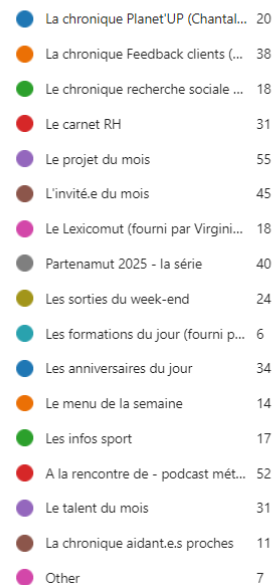 La chronique Planet'UP (Chantal... 20
La chronique Feedback clients (... 38
Le chronique recherche sociale ... 18
Le carnet RH 31
Le projet du mois 55
L'invité.e du mois 45
Le Lexicomut (fourni par Virgini... 18
Partenamut 2025 - la série 40
Les sorties du week-end 24
Les formations du jour (fourni p... 6
Les anniversaires du jour 34
Le menu de la semaine 14
Les infos sport 17
A la rencontre de - podcast mét... 52
Le talent du mois 31
La chronique aidant.e.s proches 11
Other 7